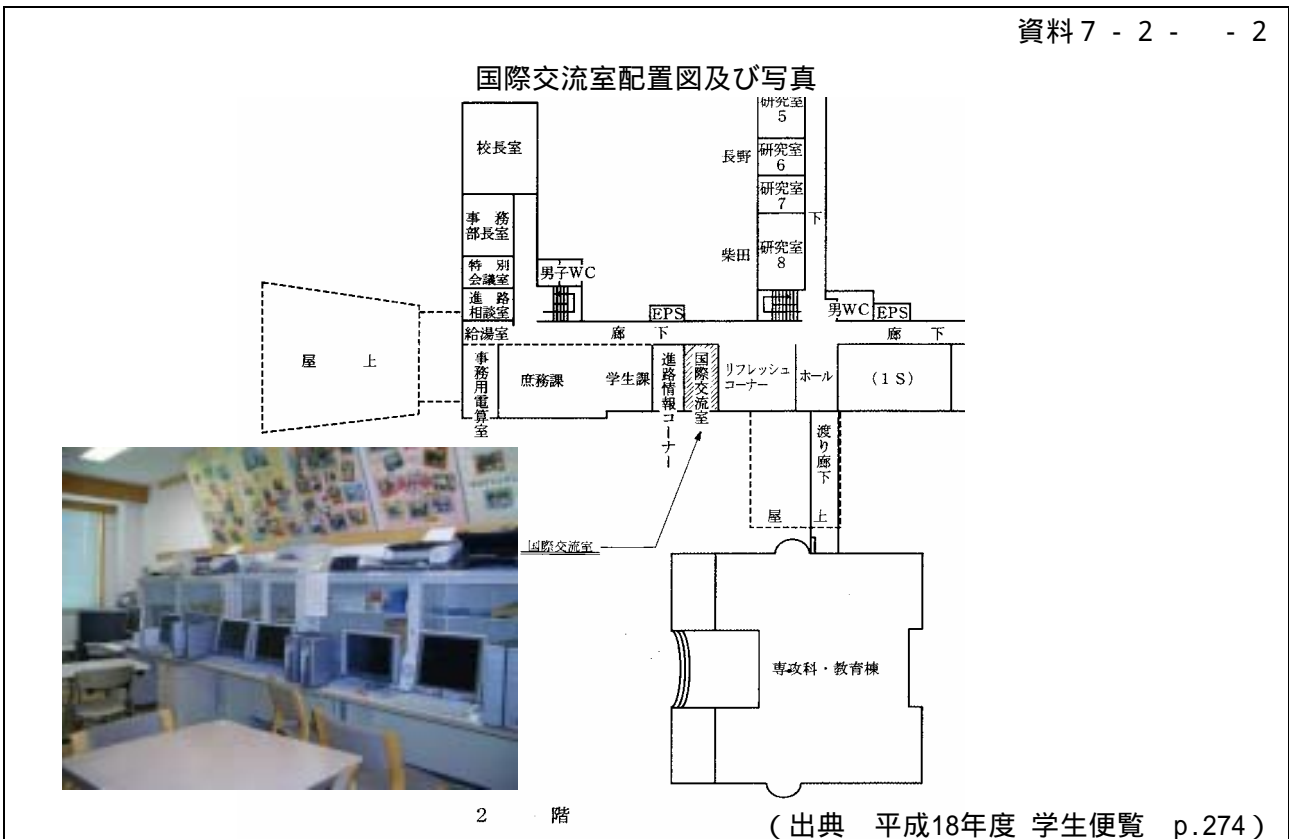 資料７‐２‐　‐２
国際交流室配置図及び写真
校長室
事務
部長室
特別
会議室
進路
相談室
給湯室
男子WC
研究室
5
長野
研究室
6
研究室
7
柴田
研究室
8
下
男WC
EPS
EPS
廊下
廊下
屋上
事務用電算室
庶務課
学生課
進路情報コーナー
国際交流室
リフレッシュ
コーナー
ホール
(1S)
渡り廊下
屋上
国際交流室
専攻科・教育棟
2階
（出典　平成18年度 学生便覧　p.274）